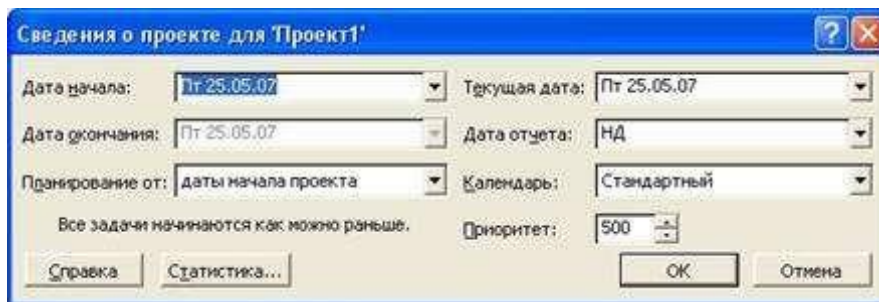 Сведения о проекте для 'Проект1'
Дата начала: Пт 25.05.07 Текущая дата: Пт 25.05.07
Дата окончания: Пт 25.05.07 Дата отчета: НД
Планирование от: даты начала проекта Календарь: Стандартный
Все задачи начинаются как можно раньше. Приоритет: 500
Справка Статистика... ОК Отмена